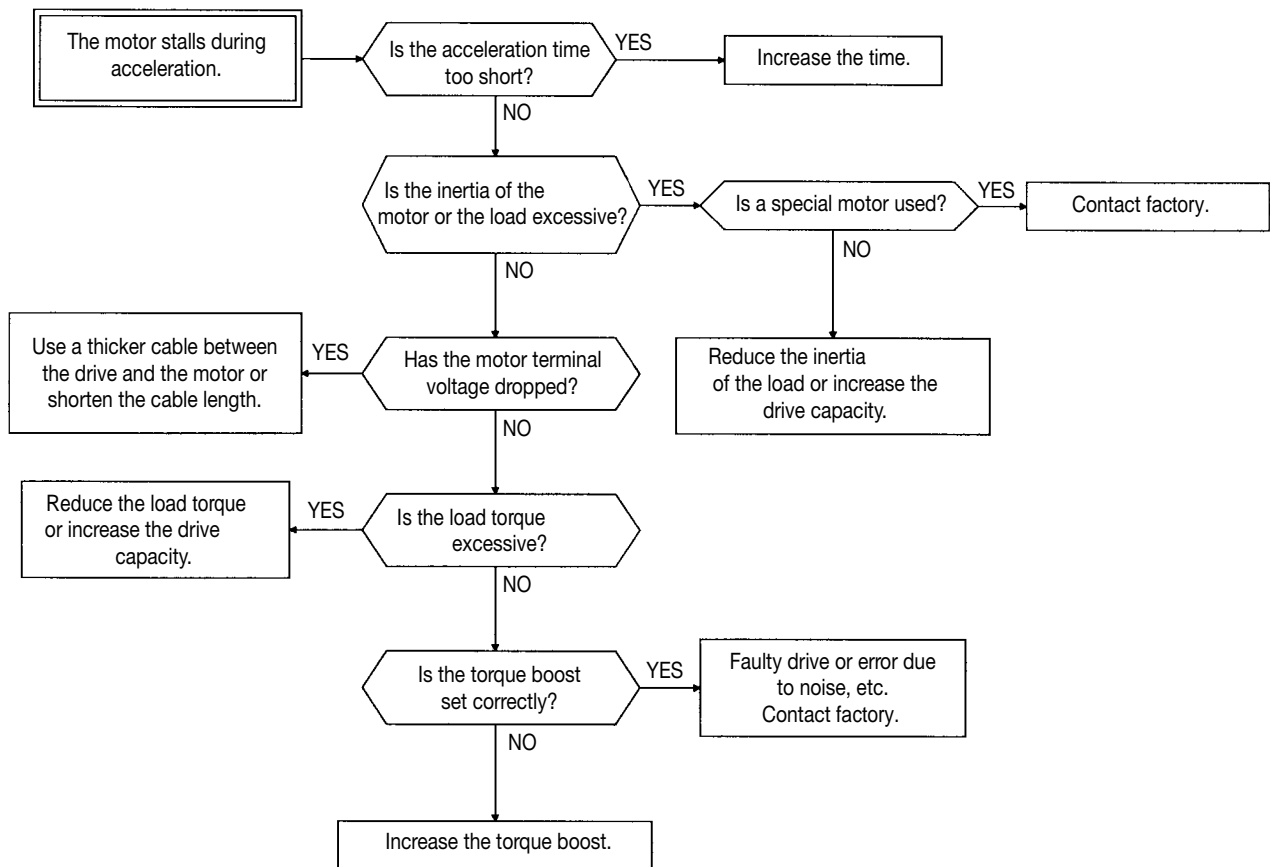 The motor stalls during
acceleration.
Is the acceleration time
too short?
YES
Increase the time.
NO
Is the inertia of the
motor or the load excessive?
YES
Is a special motor used?
YES
Contact factory.
NO
NO
Reduce the inertia
of the load or increase the
drive capacity.
Has the motor terminal
voltage dropped?
YES
Use a thicker cable between
the drive and the motor or
shorten the cable length.
NO
Is the load torque
excessive?
YES
Reduce the load torque
or increase the drive
capacity.
NO
Is the torque boost
set correctly?
YES
Faulty drive or error due
to noise, etc.
Contact factory.
NO
Increase the torque boost.